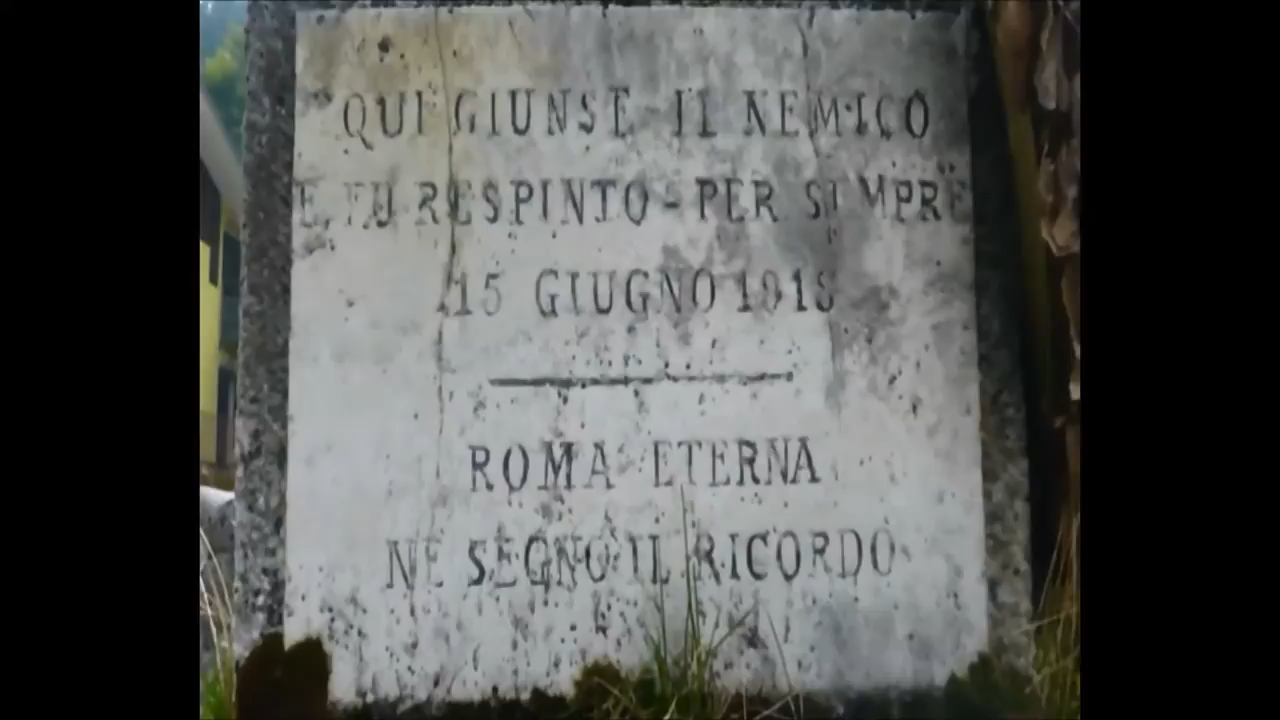 QUI GIUNSE IL NEMICO
E FU RESPINTO - PER SEMPRE
15 GIUGNO 1918
ROMA ETERNA
NE SEGNO IL RICORDO